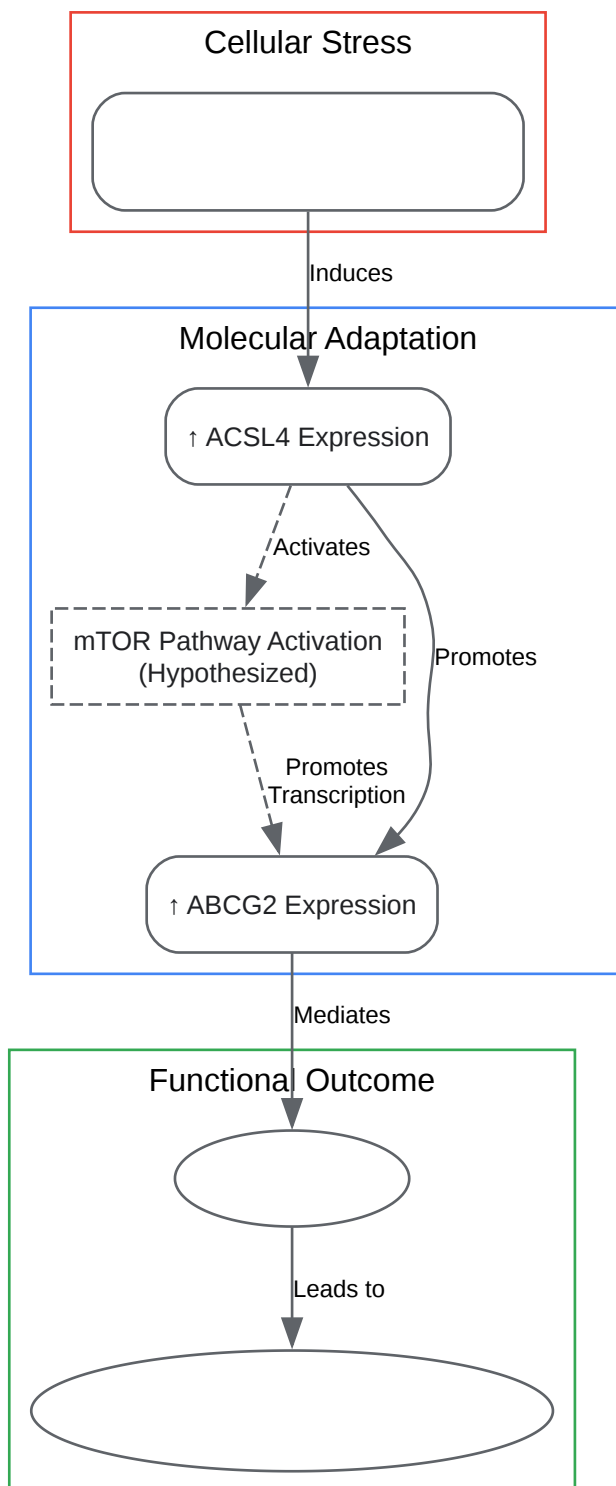 Cellular Stress
Induces
Molecular Adaptation
↑ ACSL4 Expression
Activates
mTOR Pathway Activation
(Hypothesized)
Promotes
Promotes
Transcription
↑ ABCG2 Expression
Mediates
Functional Outcome
Leads to